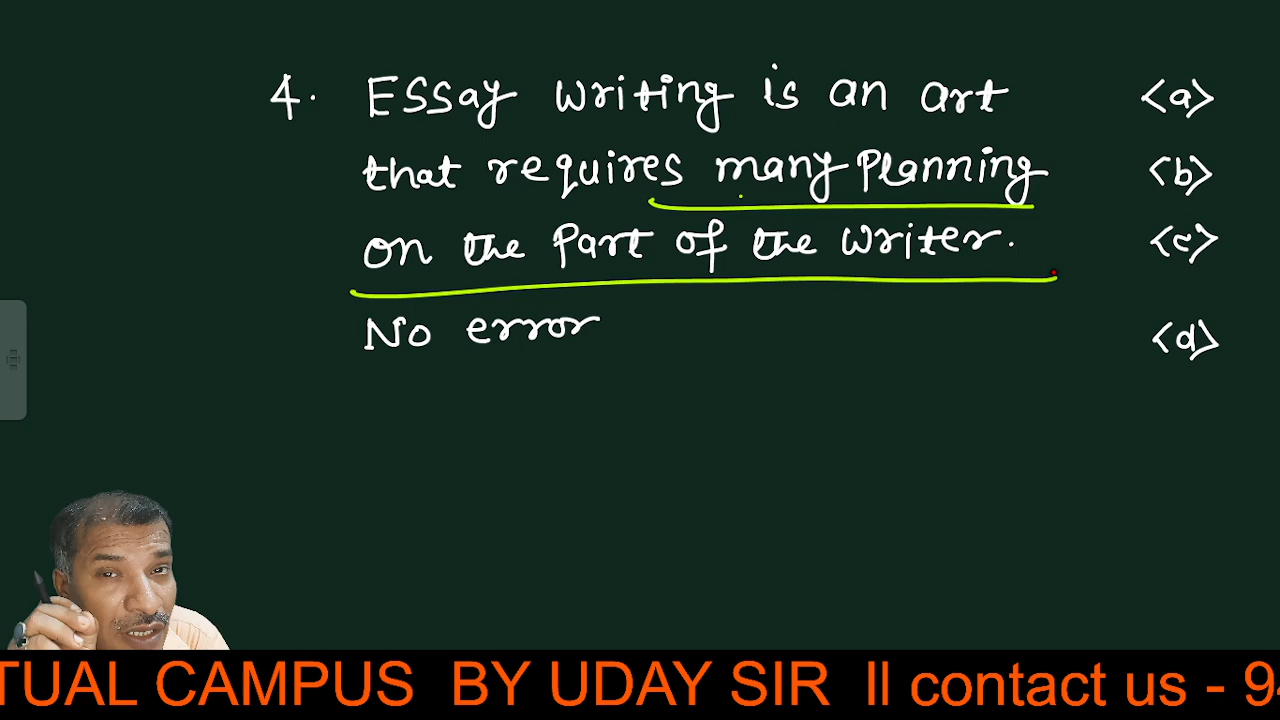 4. Essay writing is an art <a>
that requires many planning <b>
on the part of the writer. <c>
No error <d>
TUAL CAMPUS BY UDAY SIR ll contact us - 9